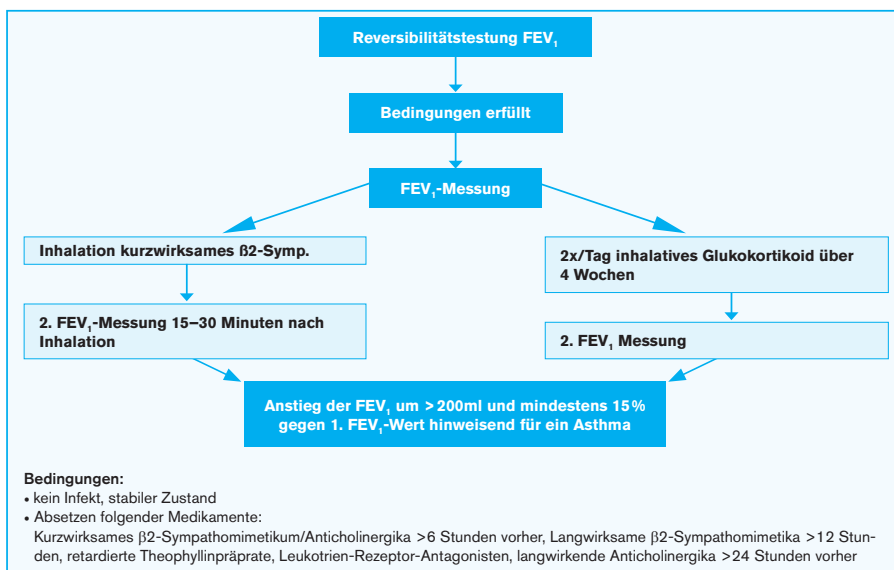 Reversibilitätstestung FEV₁
Bedingungen erfüllt
FEV₁-Messung
Inhalation kurzwirksames ß2-Symp.
2x/Tag inhalatives Glukokortikoid über
4 Wochen
2. FEV₁-Messung 15–30 Minuten nach
Inhalation
2. FEV₁ Messung
Anstieg der FEV₁ um >200ml und mindestens 15%
gegen 1. FEV₁-Wert hinweisend für ein Asthma
Bedingungen:
• kein Infekt, stabiler Zustand
• Absetzen folgender Medikamente:
Kurzwirksames β2-Sympathomimetikum/Anticholinergika >6 Stunden vorher, Langwirksame β2-Sympathomimetika >12 Stun-
den, retardierte Theophyllinpräprate, Leukotrien-Rezeptor-Antagonisten, langwirkende Anticholinergika >24 Stunden vorher